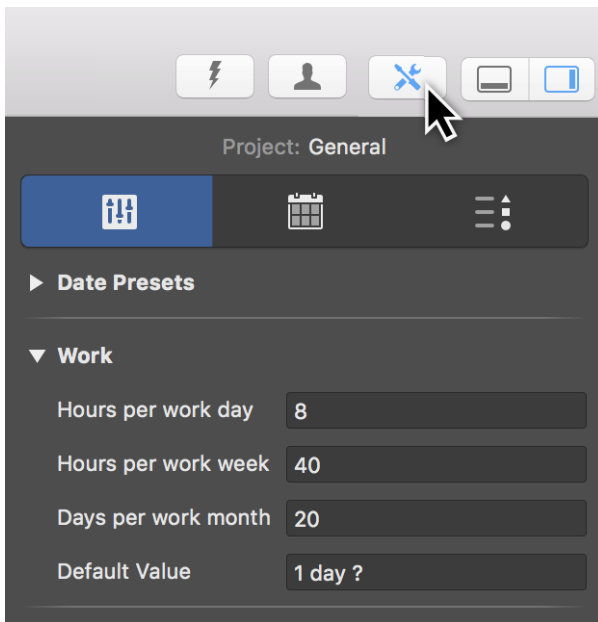 Project: General
Date Presets
Work
Hours per work day 8
Hours per work week 40
Days per work month 20
Default Value 1 day ?